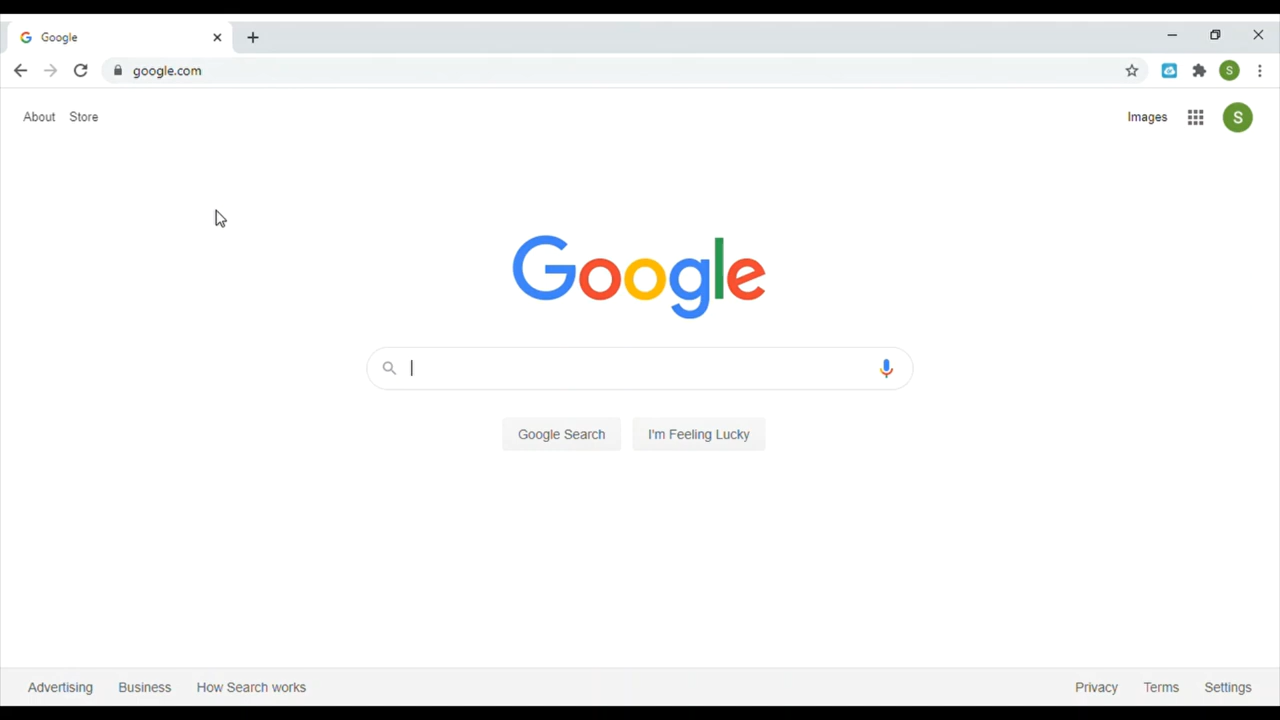 Google
google.com
S
About Store
Images
S
Google
Google Search I'm Feeling Lucky
Advertising Business How Search works
Privacy Terms Settings